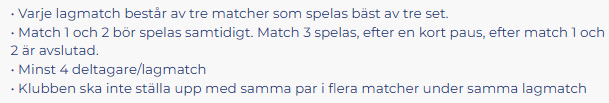 • Varje lagmatch består av tre matcher som spelas bäst av tre set.
• Match 1 och 2 bör spelas samtidigt. Match 3 spelas, efter en kort paus, efter match 1 och
2 är avslutad.
• Minst 4 deltagare/lagmatch
• Klubben ska inte ställa upp med samma par i flera matcher under samma lagmatch